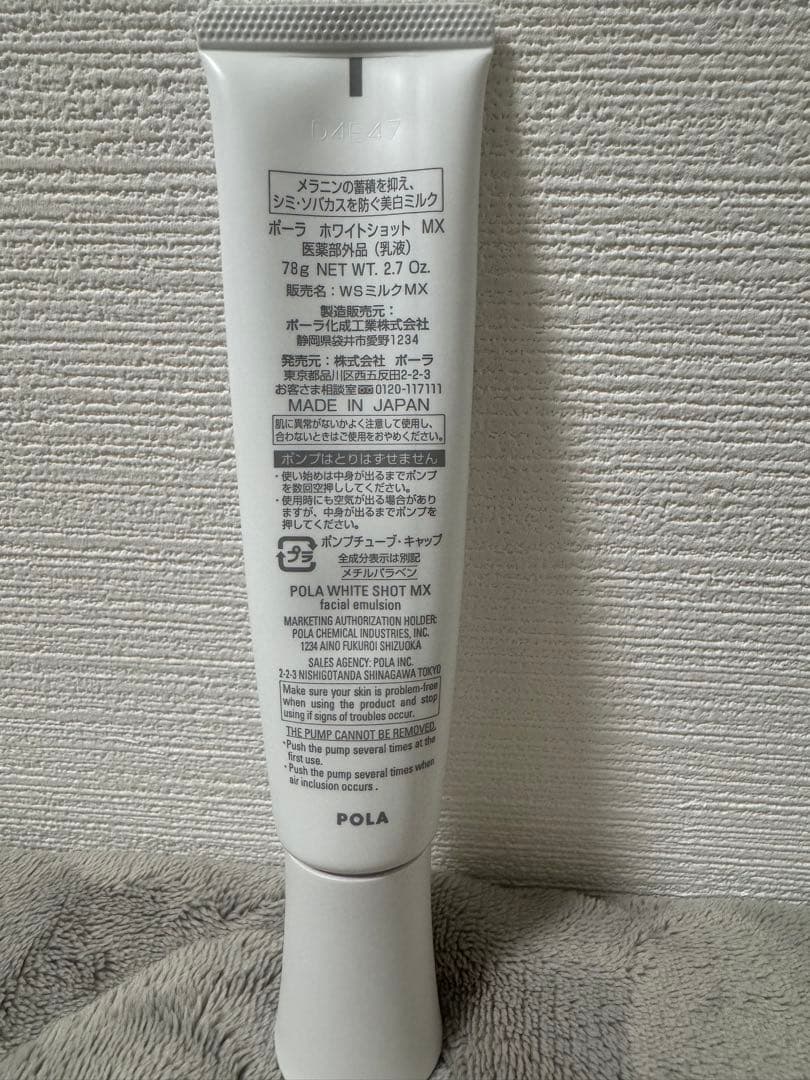 D4E47
メラニンの蓄積を抑え、
シミ・ソバカスを防ぐ美白ミルク
ポーラ ホワイトショット MX
医薬部外品(乳液)
78g NET WT. 2.7 Oz.
販売名:WSミルクMX
製造販売元:
ポーラ化成工業株式会社
静岡県袋井市愛野1234
発売元:株式会社 ポーラ
東京都品川区西五反田2-2-3
お客さま相談室 0120-117111
MADE IN JAPAN
肌に異常がないかよく注意して使用し、
合わないときはご使用をおやめください。
ポンプはとりはずせません
・使い始めは中身が出るまでポンプ
を数回空押ししてください。
・使用時にも空気が出る場合があり
ますが、中身が出るまでポンプを
押してください。
プラ ポンプチューブ・キャップ
全成分表示は別記
メチルパラベン
POLA WHITE SHOT MX
facial emulsion
MARKETING AUTHORIZATION HOLDER:
POLA CHEMICAL INDUSTRIES, INC.
1234 AINO FUKUROI SHIZUOKA
SALES AGENCY: POLA INC.
2-2-3 NISHIGOTANDA SHINAGAWA TOKYO
Make sure your skin is problem-free
when using the product and stop
using if signs of troubles occur.
THE PUMP CANNOT BE REMOVED.
・Push the pump several times at the
first use.
・Push the pump several times when
air inclusion occurs.
POLA